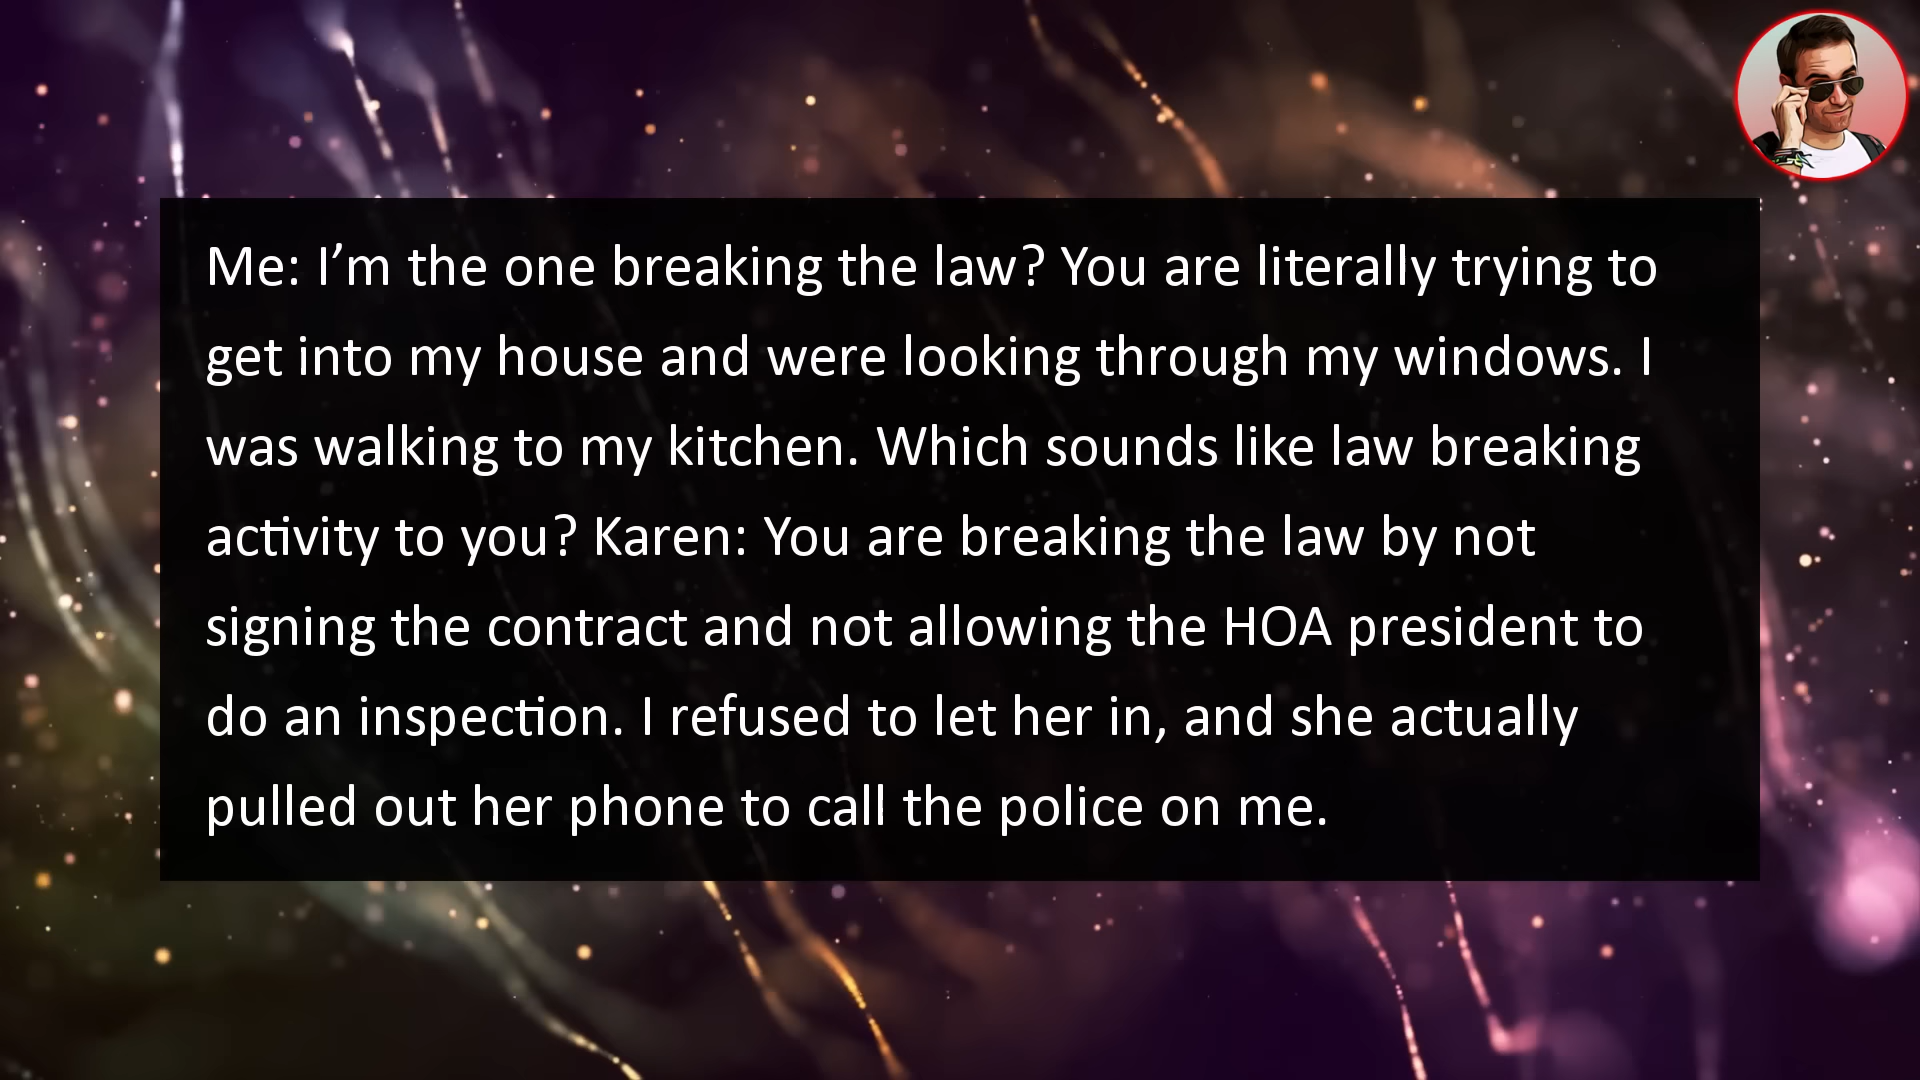 Me: I’m the one breaking the law? You are literally trying to
get into my house and were looking through my windows. I
was walking to my kitchen. Which sounds like law breaking
activity to you? Karen: You are breaking the law by not
signing the contract and not allowing the HOA president to
do an inspection. I refused to let her in, and she actually
pulled out her phone to call the police on me.